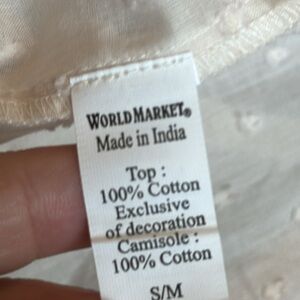 WORLD MARKET®
Made in India
Top :
100% Cotton
Exclusive
of decoration
Camisole :
100% Cotton
S/M